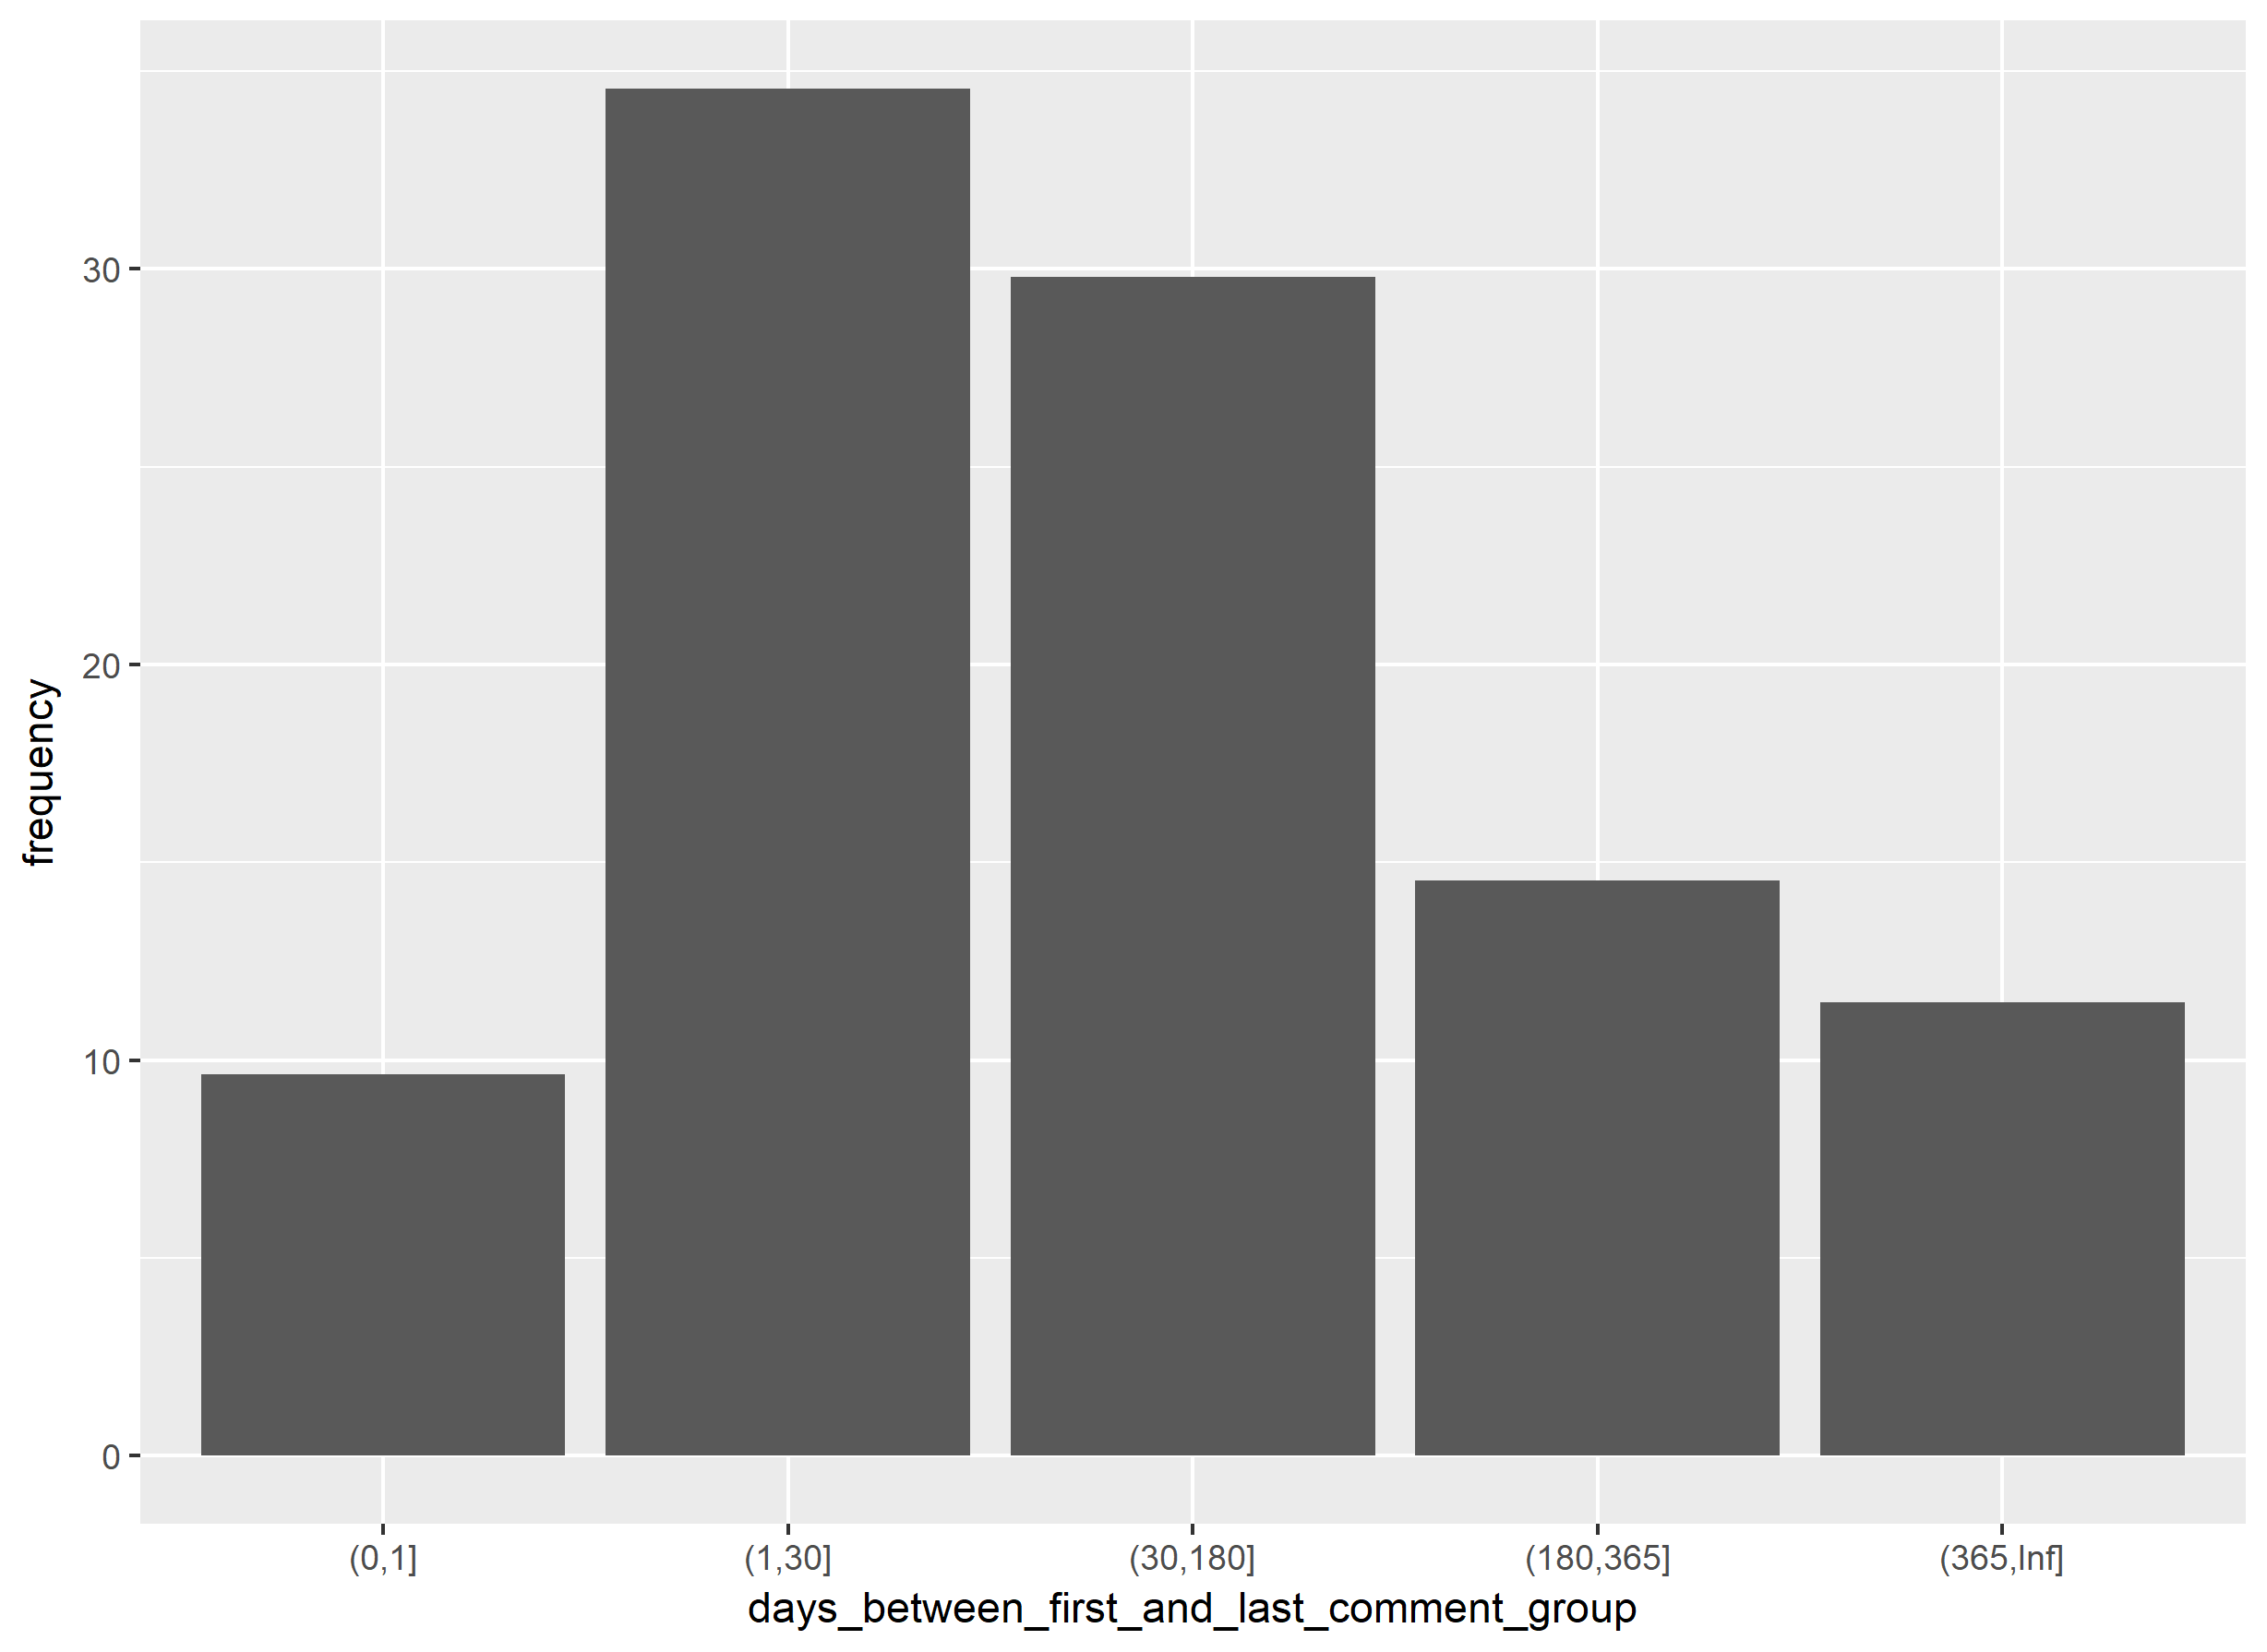 frequency
30
20
10
0
(0,1]
(1,30]
(30,180]
(180,365]
(365,Inf]
days_between_first_and_last_comment_group